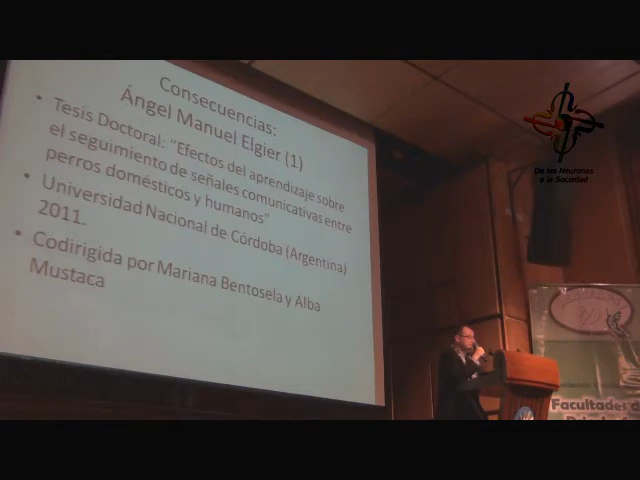 Consecuencias:
Ángel Manuel Elgier (1)
• Tesis Doctoral: "Efectos del aprendizaje sobre
el seguimiento de señales comunicativas entre
perros domésticos y humanos"
• Universidad Nacional de Córdoba (Argentina)
2011.
• Codirigida por Mariana Bentosela y Alba
Mustaca
De las Neuronas
a la Sociedad
Facultades